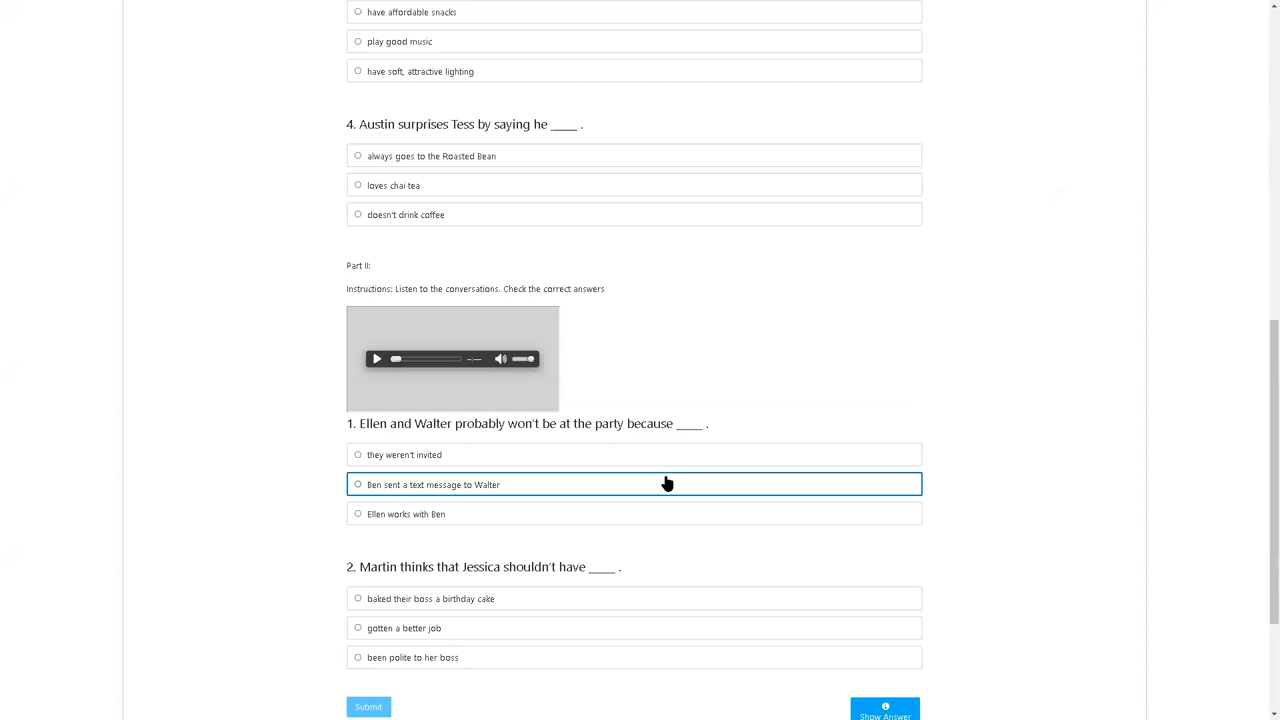 have affordable snacks
play good music
have soft, attractive lighting
4. Austin surprises Tess by saying he ____ .
always goes to the Roasted Bean
loves chai tea
doesn't drink coffee
Part II:
Instructions: Listen to the conversations. Check the correct answers
--:--
1. Ellen and Walter probably won't be at the party because ____ .
they weren't invited
Ben sent a text message to Walter
Ellen works with Ben
2. Martin thinks that Jessica shouldn't have ____ .
baked their boss a birthday cake
gotten a better job
been polite to her boss
Submit
Show Answer